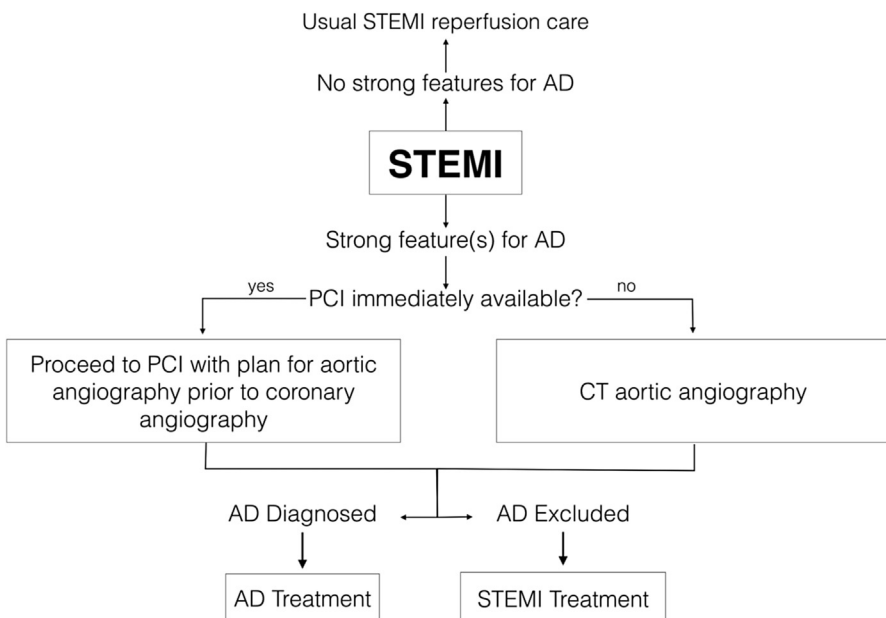 Usual STEMI reperfusion care
No strong features for AD
STEMI
Strong feature(s) for AD
yes
PCI immediately available?
no
Proceed to PCI with plan for aortic
angiography prior to coronary
angiography
CT aortic angiography
AD Diagnosed
AD Excluded
AD Treatment
STEMI Treatment